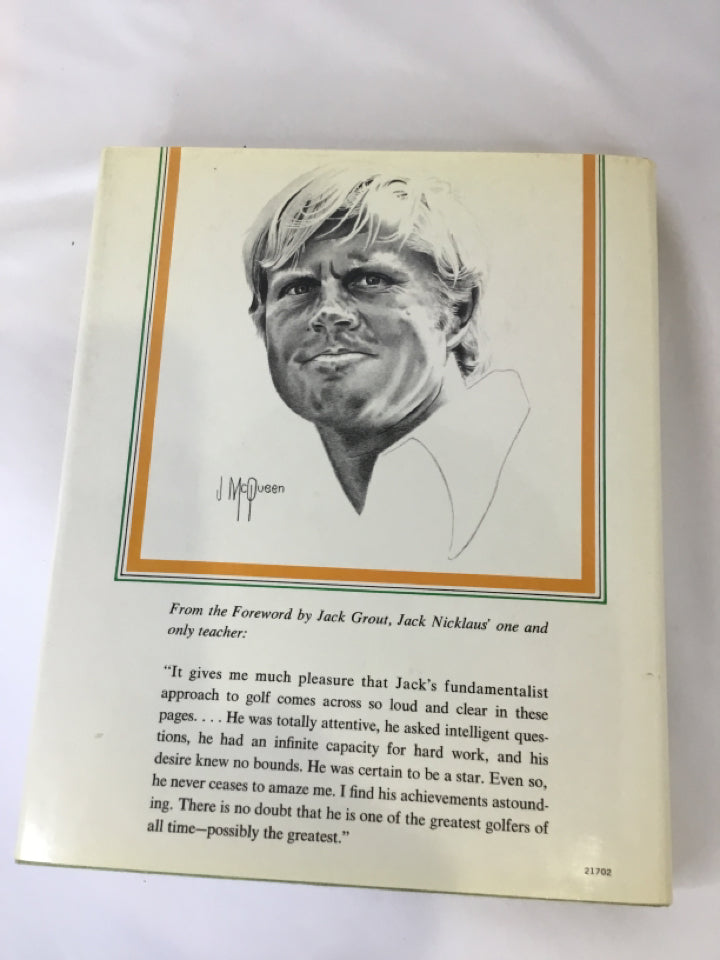 J McQueen
From the Foreword by Jack Grout, Jack Nicklaus' one and
only teacher:
"It gives me much pleasure that Jack's fundamentalist
approach to golf comes across so loud and clear in these
pages. . . . He was totally attentive, he asked intelligent ques-
tions, he had an infinite capacity for hard work, and his
desire knew no bounds. He was certain to be a star. Even so,
he never ceases to amaze me. I find his achievements astound-
ing. There is no doubt that he is one of the greatest golfers of
all time—possibly the greatest."
21702